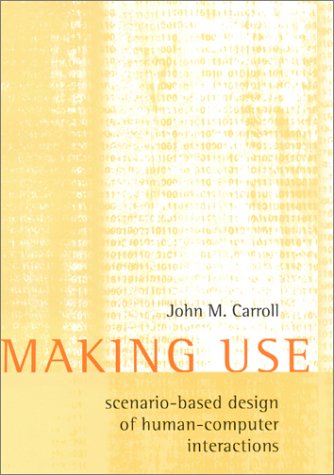 John M. Carroll
MAKING USE
scenario-based design
of human-computer
interactions